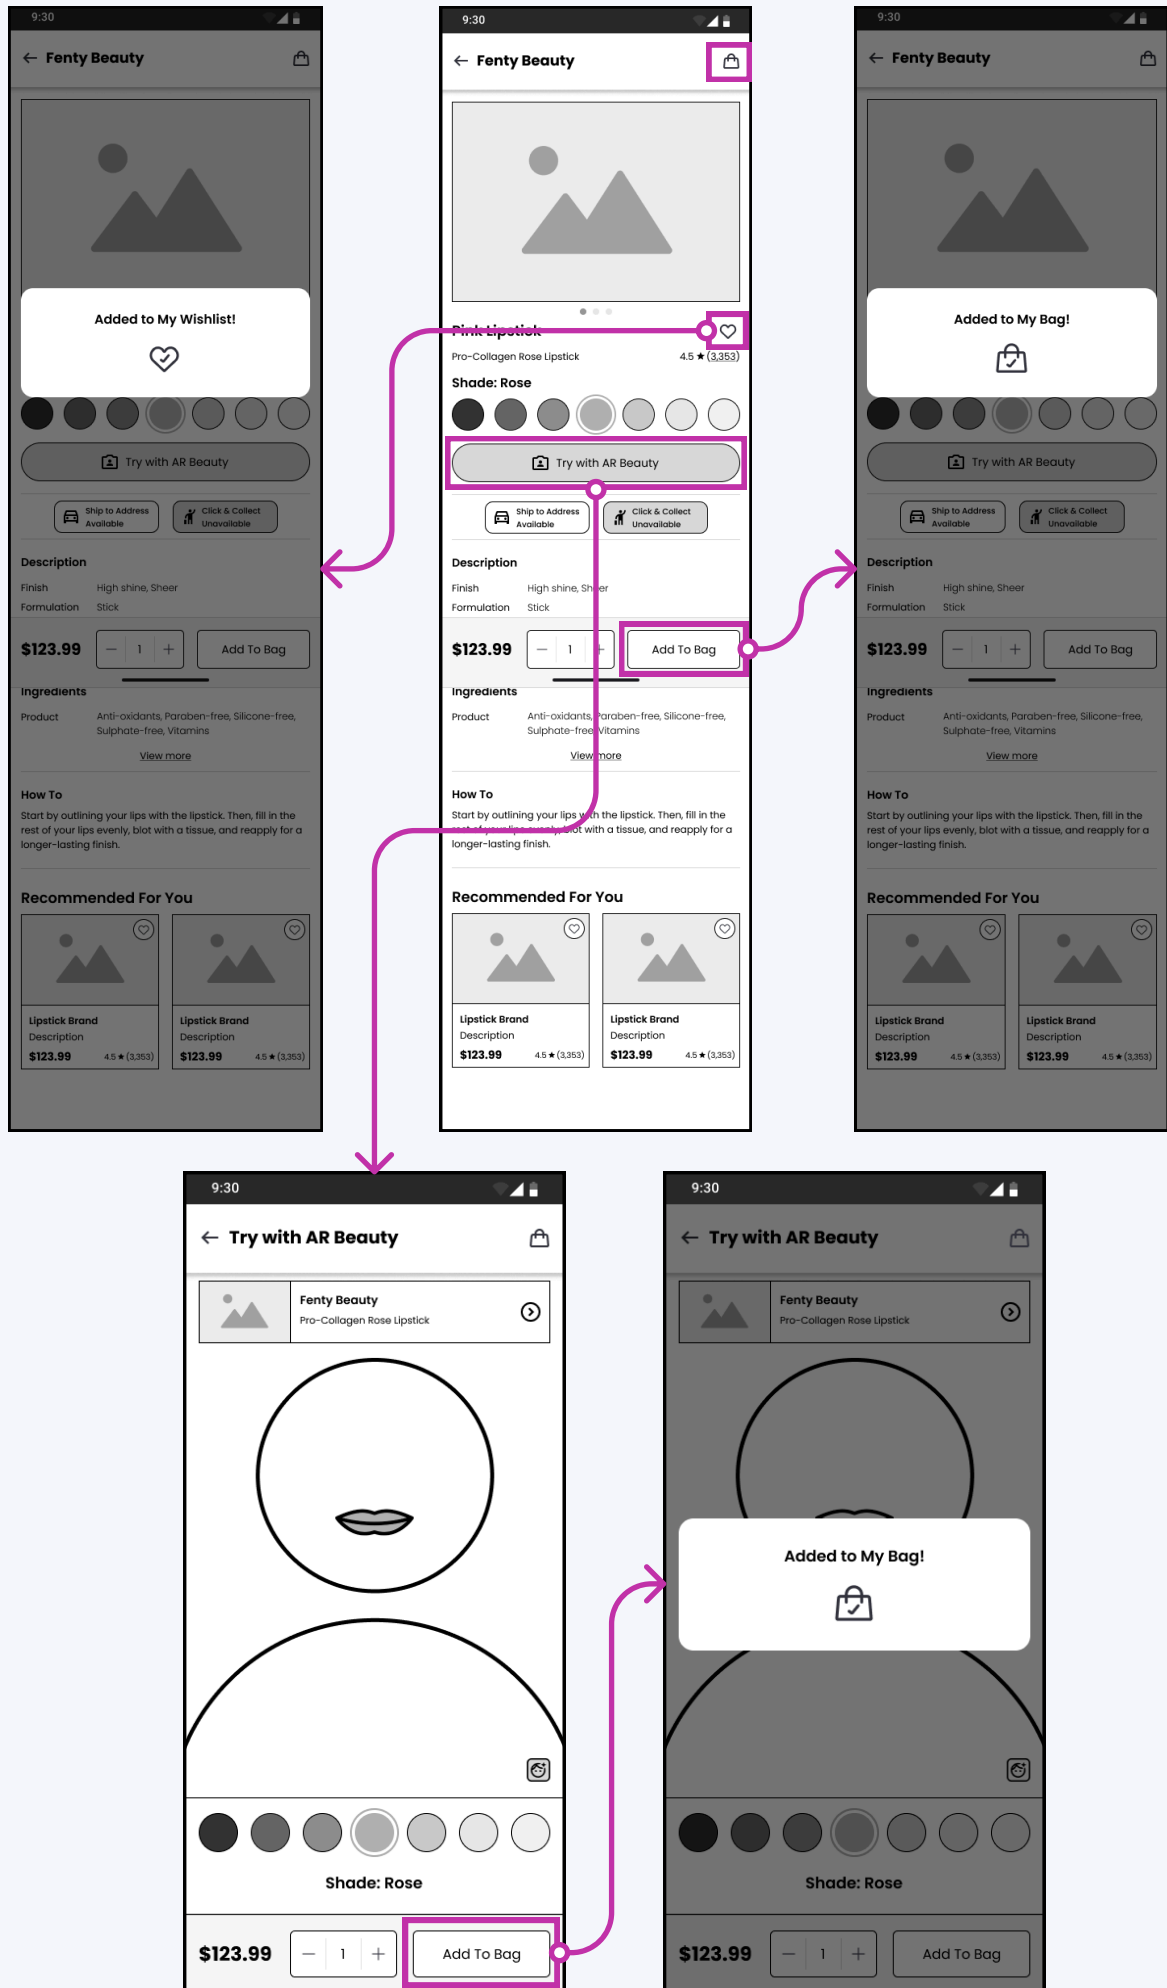 9:30
Fenty Beauty
Added to My Wishlist!
Try with AR Beauty
Ship to Address
Available
Click & Collect
Unavailable
Description
Finish High shine, Sheer
Formulation Stick
$123.99 1 Add To Bag
Ingredients
Product Anti-oxidants, Paraben-free, Silicone-free,
Sulphate-free, Vitamins
View more
How To
Start by outlining your lips with the lipstick. Then, fill in the
rest of your lips evenly, blot with a tissue, and reapply for a
longer-lasting finish.
Recommended For You
Lipstick Brand
Description
$123.99 4.5 ★ (3,353)
Lipstick Brand
Description
$123.99 4.5 ★ (3,353)
9:30
Fenty Beauty
Pink Lipstick
Pro-Collagen Rose Lipstick 4.5 ★ (3,353)
Shade: Rose
Try with AR Beauty
Ship to Address
Available
Click & Collect
Unavailable
Description
Finish High shine, Sheer
Formulation Stick
$123.99 1 Add To Bag
Ingredients
Product Anti-oxidants, Paraben-free, Silicone-free,
Sulphate-free, Vitamins
View more
How To
Start by outlining your lips with the lipstick. Then, fill in the
rest of your lips evenly, blot with a tissue, and reapply for a
longer-lasting finish.
Recommended For You
Lipstick Brand
Description
$123.99 4.5 ★ (3,353)
Lipstick Brand
Description
$123.99 4.5 ★ (3,353)
9:30
Fenty Beauty
Added to My Bag!
Try with AR Beauty
Ship to Address
Available
Click & Collect
Unavailable
Description
Finish High shine, Sheer
Formulation Stick
$123.99 1 Add To Bag
Ingredients
Product Anti-oxidants, Paraben-free, Silicone-free,
Sulphate-free, Vitamins
View more
How To
Start by outlining your lips with the lipstick. Then, fill in the
rest of your lips evenly, blot with a tissue, and reapply for a
longer-lasting finish.
Recommended For You
Lipstick Brand
Description
$123.99 4.5 ★ (3,353)
Lipstick Brand
Description
$123.99 4.5 ★ (3,353)
9:30
Try with AR Beauty
Fenty Beauty
Pro-Collagen Rose Lipstick
Shade: Rose
$123.99 1 Add To Bag
9:30
Try with AR Beauty
Fenty Beauty
Pro-Collagen Rose Lipstick
Added to My Bag!
Shade: Rose
$123.99 1 Add To Bag